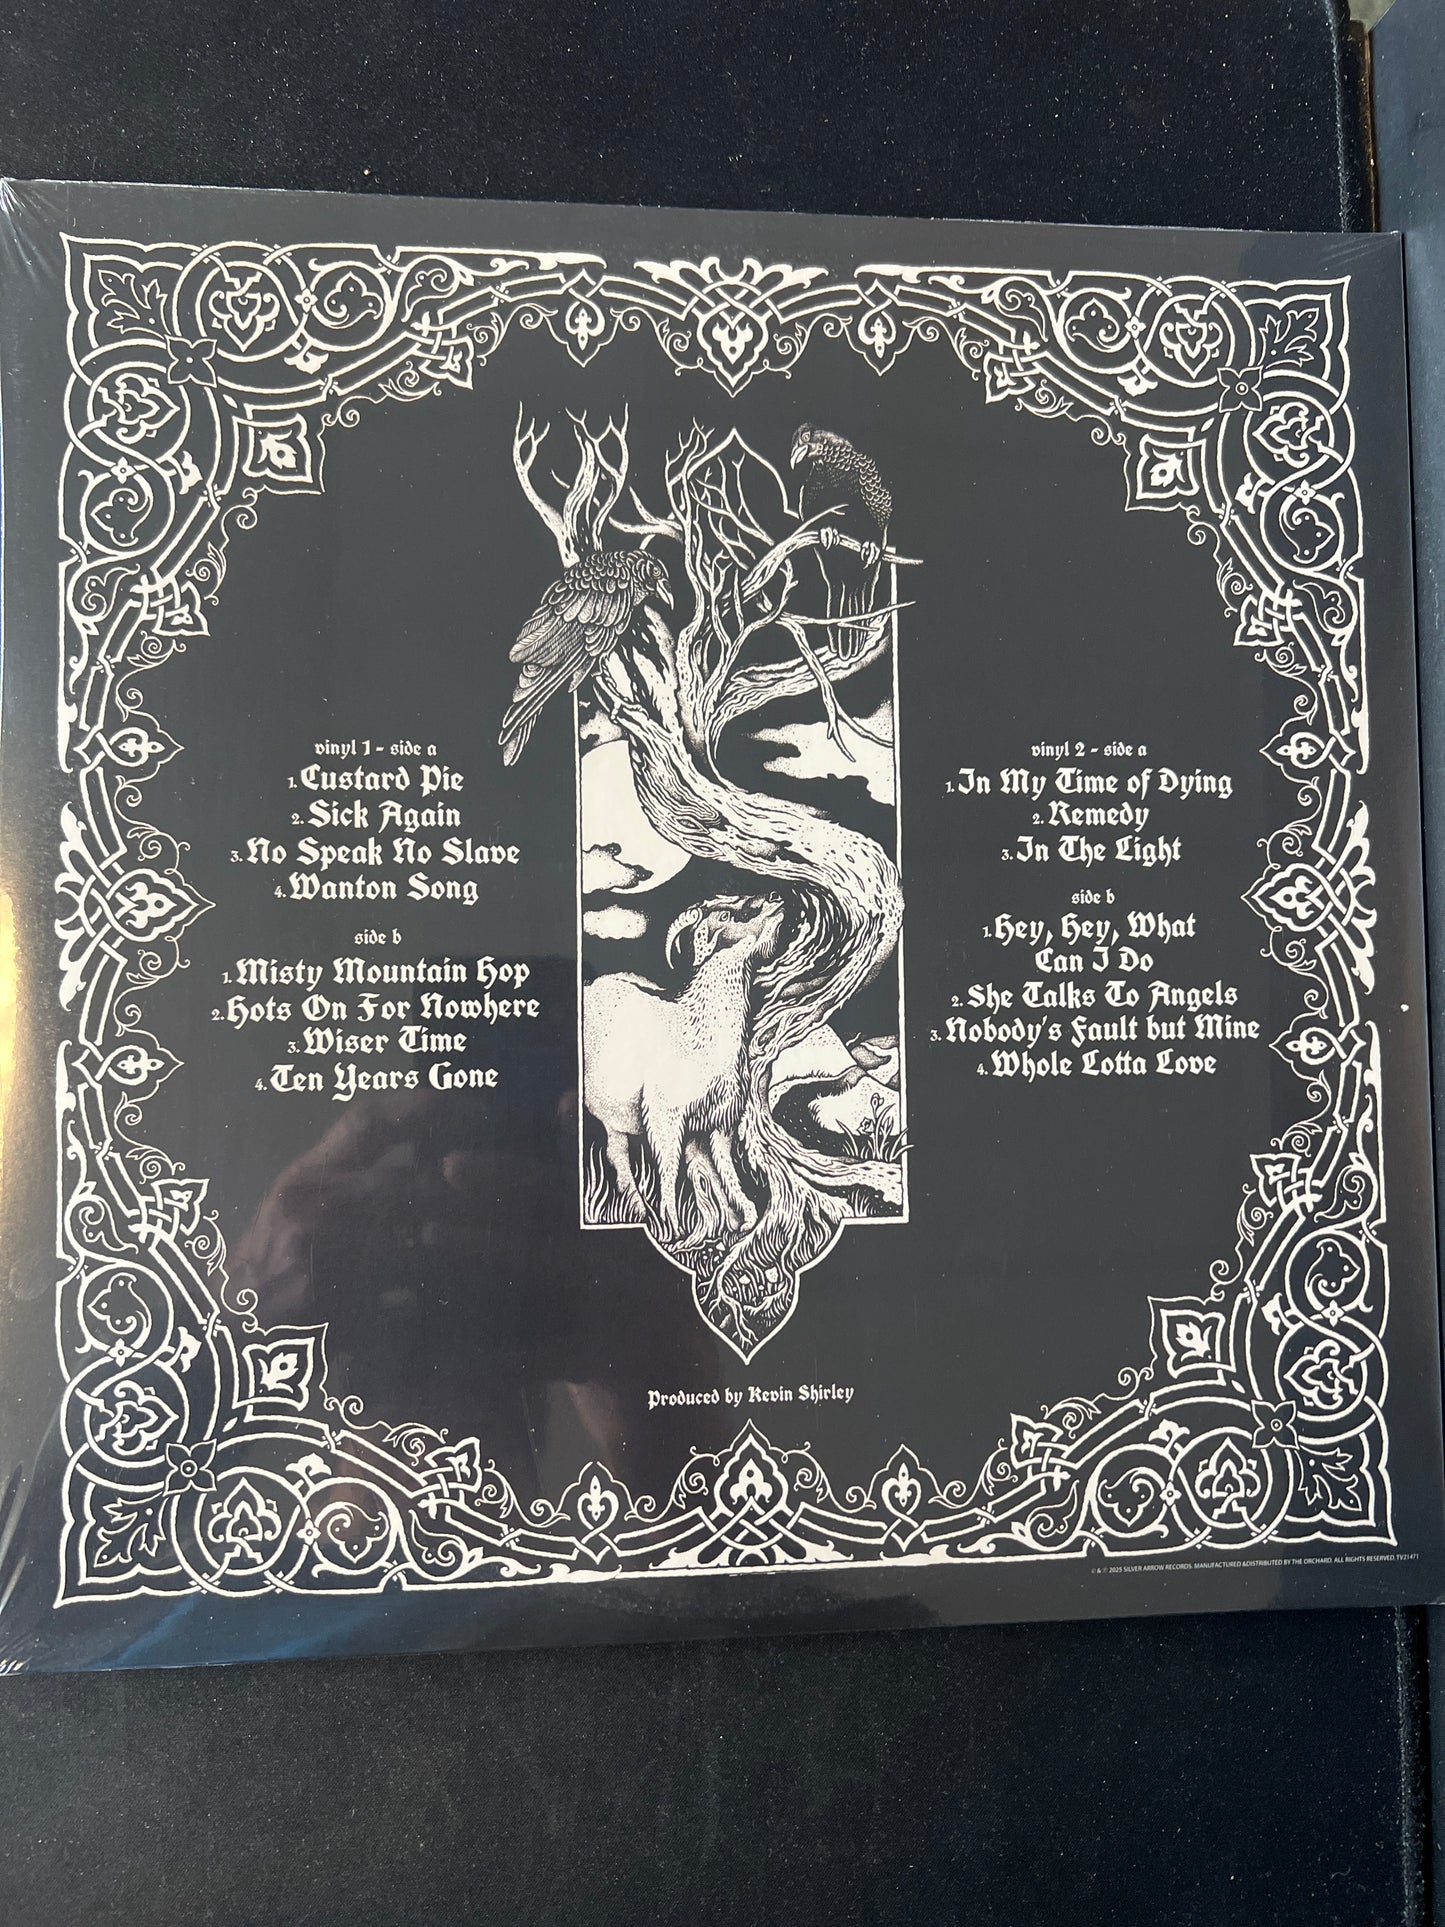 vinyl 1 - side a
1. Custard Pie
2. Sick Again
3. No Speak No Slave
4. Wanton Song
side b
1. Misty Mountain Hop
2. Hots On For Nowhere
3. Wiser Time
4. Ten Years Gone
vinyl 2 - side a
1. In My Time of Dying
2. Remedy
3. In The Light
side b
1. Hey, Hey, What
Can I Do
2. She Talks To Angels
3. Nobody's Fault but Mine
4. Whole Lotta Love
Produced by Kevin Shirley
© & ℗ 2025 SILVER ARROW RECORDS. MANUFACTURED &DISTRIBUTED BY THE ORCHARD. ALL RIGHTS RESERVED. TV21471